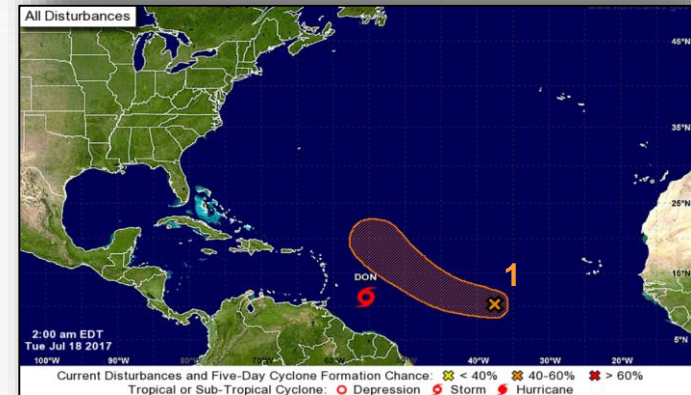 All Disturbances
45°N
35°N
25°N
15°N
5°N
DON
1
2:00 am EDT
Tue Jul 18 2017
100°W 90°W 80°W 70°W 60°W 50°W 40°W 30°W 20°W
Current Disturbances and Five-Day Cyclone Formation Chance: < 40% 40-60% > 60%
Tropical or Sub-Tropical Cyclone: Depression Storm Hurricane